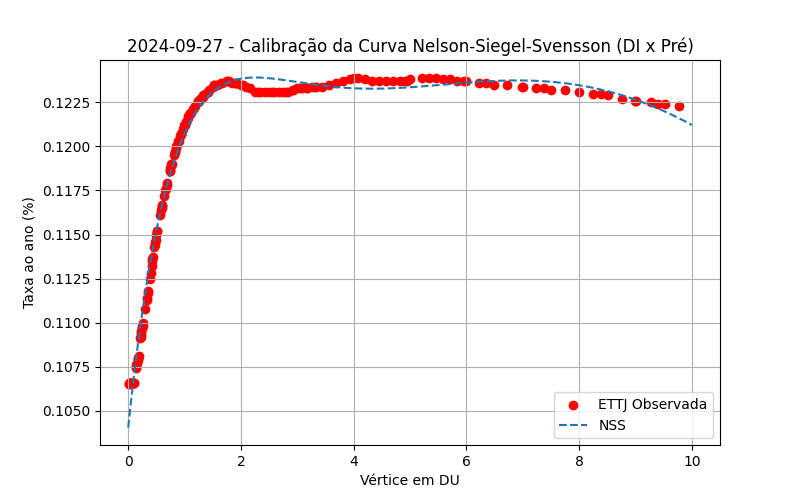 2024-09-27 - Calibração da Curva Nelson-Siegel-Svensson (DI x Pré)
Taxa ao ano (%)
0.1225
0.1200
0.1175
0.1150
0.1125
0.1100
0.1075
0.1050
ETTJ Observada
NSS
0 2 4 6 8 10
Vértice em DU